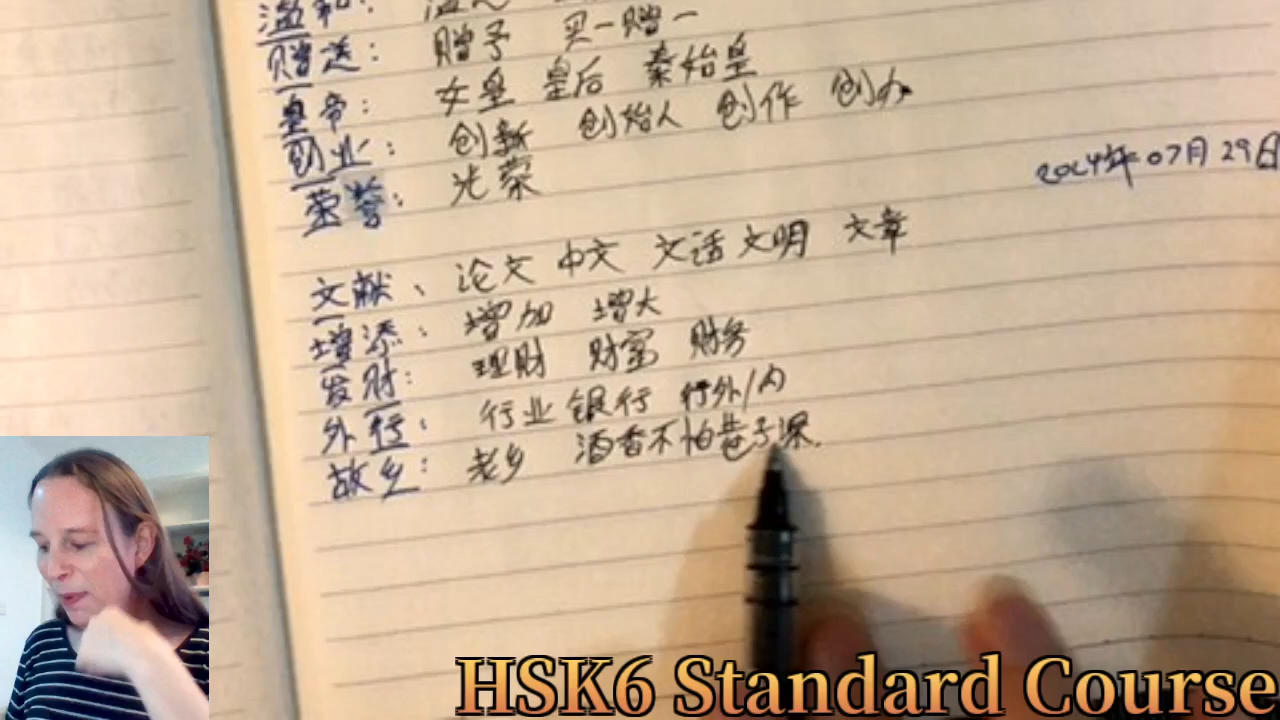 温和：
赠送： 赠予 买一赠一
皇帝： 女皇 皇后 秦始皇
创业： 创新 创始人 创作 创办
荣誉： 光荣
2024年07月29日
文献、 论文 中文 文话 文明 文章
增添： 增加 增大
发财： 理财 财富 财务
外行： 行业 银行 行外/内
故乡： 老乡 酒香不怕巷子深.
HSK6 Standard Course